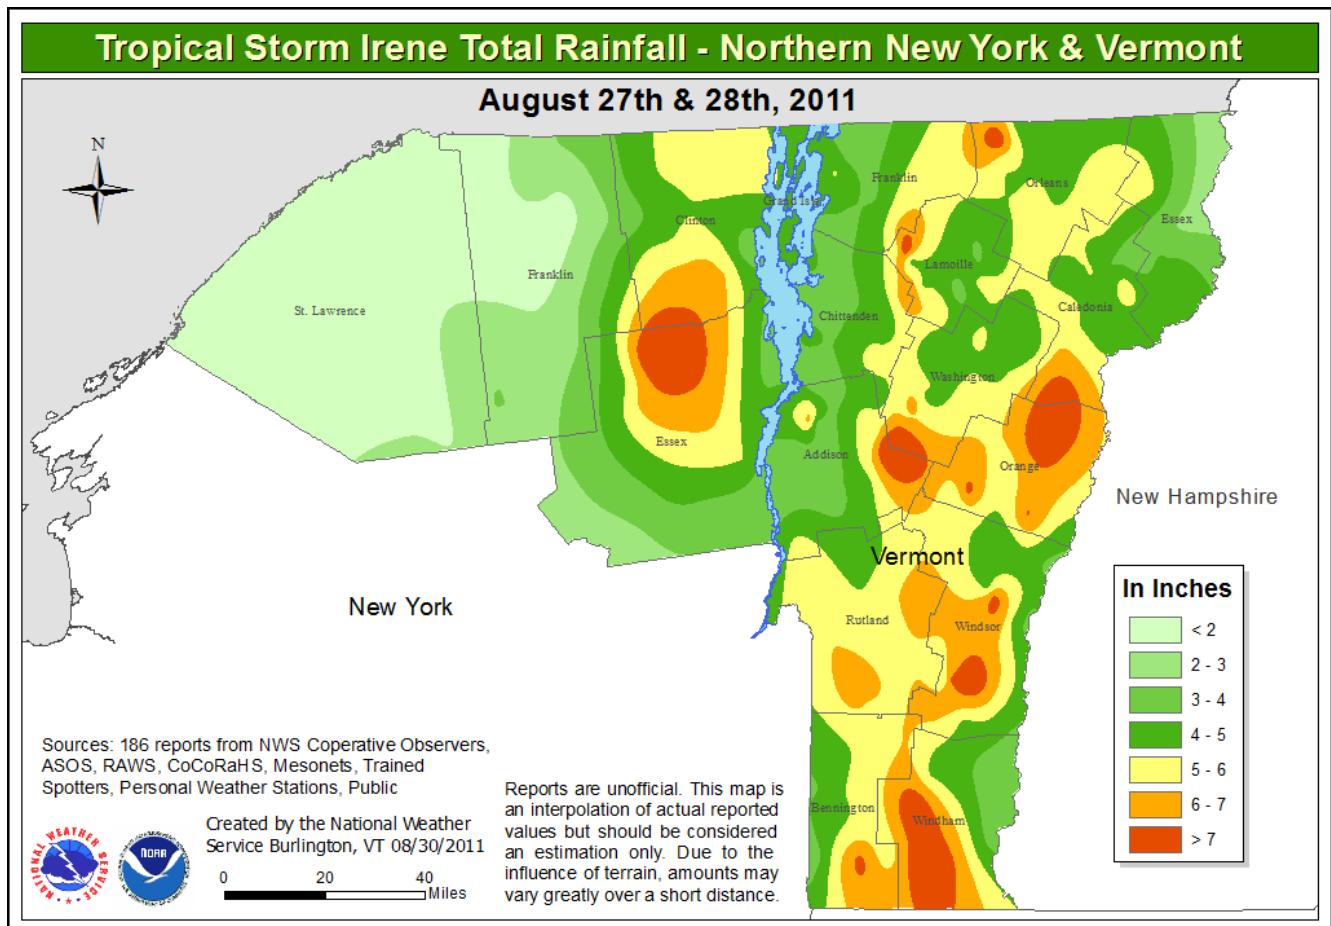 Tropical Storm Irene Total Rainfall - Northern New York & Vermont
August 27th & 28th, 2011
N
Franklin
Orleans
Grand Isle
Clinton
Essex
Franklin
Lamoille
St. Lawrence
Chittenden
Caledonia
Washington
Essex
Addison
Orange
New Hampshire
Vermont
New York
Rutland
Windsor
Bennington
Windham
In Inches
< 2
2 - 3
3 - 4
4 - 5
5 - 6
6 - 7
> 7
Sources: 186 reports from NWS Coperative Observers,
ASOS, RAWS, CoCoRaHS, Mesonets, Trained
Spotters, Personal Weather Stations, Public
Reports are unofficial. This map is
an interpolation of actual reported
values but should be considered
an estimation only. Due to the
influence of terrain, amounts may
vary greatly over a short distance.
Created by the National Weather
Service Burlington, VT 08/30/2011
0 20 40
Miles
NATIONAL WEATHER SERVICE
NOAA